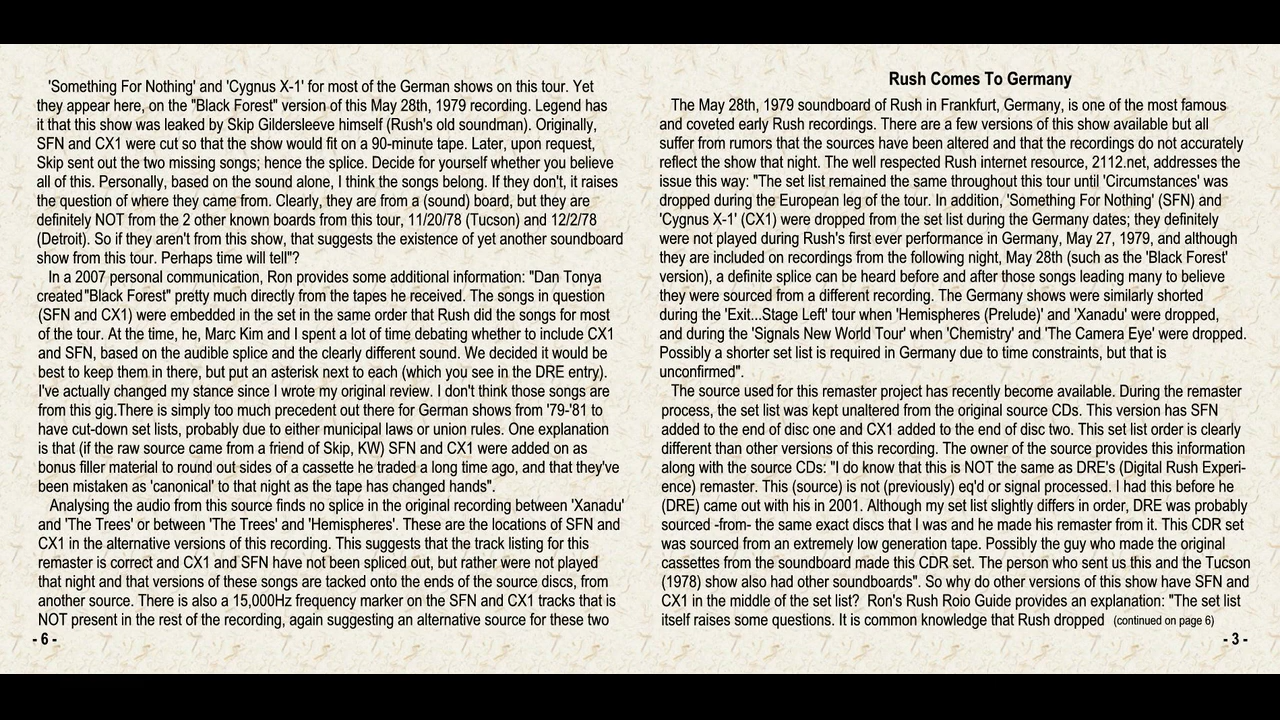 'Something For Nothing' and 'Cygnus X-1' for most of the German shows on this tour. Yet
they appear here, on the "Black Forest" version of this May 28th, 1979 recording. Legend has
it that this show was leaked by Skip Gildersleeve himself (Rush's old soundman). Originally,
SFN and CX1 were cut so that the show would fit on a 90-minute tape. Later, upon request,
Skip sent out the two missing songs; hence the splice. Decide for yourself whether you believe
all of this. Personally, based on the sound alone, I think the songs belong. If they don't, it raises
the question of where they came from. Clearly, they are from a (sound) board, but they are
definitely NOT from the 2 other known boards from this tour, 11/20/78 (Tucson) and 12/2/78
(Detroit). So if they aren't from this show, that suggests the existence of yet another soundboard
show from this tour. Perhaps time will tell"?
In a 2007 personal communication, Ron provides some additional information: "Dan Tonya
created"Black Forest" pretty much directly from the tapes he received. The songs in question
(SFN and CX1) were embedded in the set in the same order that Rush did the songs for most
of the tour. At the time, he, Marc Kim and I spent a lot of time debating whether to include CX1
and SFN, based on the audible splice and the clearly different sound. We decided it would be
best to keep them in there, but put an asterisk next to each (which you see in the DRE entry).
I've actually changed my stance since I wrote my original review. I don't think those songs are
from this gig.There is simply too much precedent out there for German shows from '79-'81 to
have cut-down set lists, probably due to either municipal laws or union rules. One explanation
is that (if the raw source came from a friend of Skip, KW) SFN and CX1 were added on as
bonus filler material to round out sides of a cassette he traded a long time ago, and that they've
been mistaken as 'canonical' to that night as the tape has changed hands".
Analysing the audio from this source finds no splice in the original recording between 'Xanadu'
and 'The Trees' or between 'The Trees' and 'Hemispheres'. These are the locations of SFN and
CX1 in the alternative versions of this recording. This suggests that the track listing for this
remaster is correct and CX1 and SFN have not been spliced out, but rather were not played
that night and that versions of these songs are tacked onto the ends of the source discs, from
another source. There is also a 15,000Hz frequency marker on the SFN and CX1 tracks that is
NOT present in the rest of the recording, again suggesting an alternative source for these two
- 6 -
Rush Comes To Germany
The May 28th, 1979 soundboard of Rush in Frankfurt, Germany, is one of the most famous
and coveted early Rush recordings. There are a few versions of this show available but all
suffer from rumors that the sources have been altered and that the recordings do not accurately
reflect the show that night. The well respected Rush internet resource, 2112.net, addresses the
issue this way: "The set list remained the same throughout this tour until 'Circumstances' was
dropped during the European leg of the tour. In addition, 'Something For Nothing' (SFN) and
'Cygnus X-1' (CX1) were dropped from the set list during the Germany dates; they definitely
were not played during Rush's first ever performance in Germany, May 27, 1979, and although
they are included on recordings from the following night, May 28th (such as the 'Black Forest'
version), a definite splice can be heard before and after those songs leading many to believe
they were sourced from a different recording. The Germany shows were similarly shorted
during the 'Exit...Stage Left' tour when 'Hemispheres (Prelude)' and 'Xanadu' were dropped,
and during the 'Signals New World Tour' when 'Chemistry' and 'The Camera Eye' were dropped.
Possibly a shorter set list is required in Germany due to time constraints, but that is
unconfirmed".
The source used for this remaster project has recently become available. During the remaster
process, the set list was kept unaltered from the original source CDs. This version has SFN
added to the end of disc one and CX1 added to the end of disc two. This set list order is clearly
different than other versions of this recording. The owner of the source provides this information
along with the source CDs: "I do know that this is NOT the same as DRE's (Digital Rush Experi-
ence) remaster. This (source) is not (previously) eq'd or signal processed. I had this before he
(DRE) came out with his in 2001. Although my set list slightly differs in order, DRE was probably
sourced -from- the same exact discs that I was and he made his remaster from it. This CDR set
was sourced from an extremely low generation tape. Possibly the guy who made the original
cassettes from the soundboard made this CDR set. The person who sent us this and the Tucson
(1978) show also had other soundboards". So why do other versions of this show have SFN and
CX1 in the middle of the set list?  Ron's Rush Roio Guide provides an explanation: "The set list
itself raises some questions. It is common knowledge that Rush dropped (continued on page 6)
- 3 -